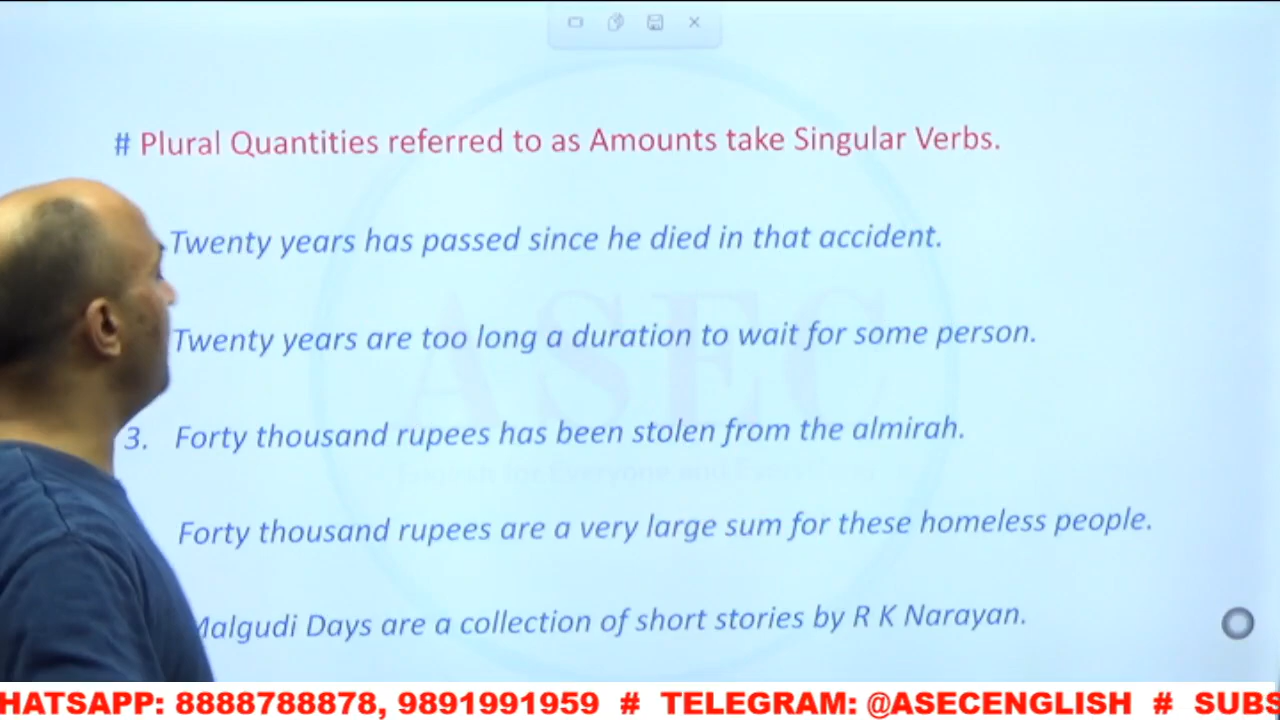 # Plural Quantities referred to as Amounts take Singular Verbs.
Twenty years has passed since he died in that accident.
Twenty years are too long a duration to wait for some person.
3. Forty thousand rupees has been stolen from the almirah.
Forty thousand rupees are a very large sum for these homeless people.
Malgudi Days are a collection of short stories by R K Narayan.
ASEC
HATSAPP: 8888788878, 9891991959 # TELEGRAM: @ASECENGLISH # SUBS